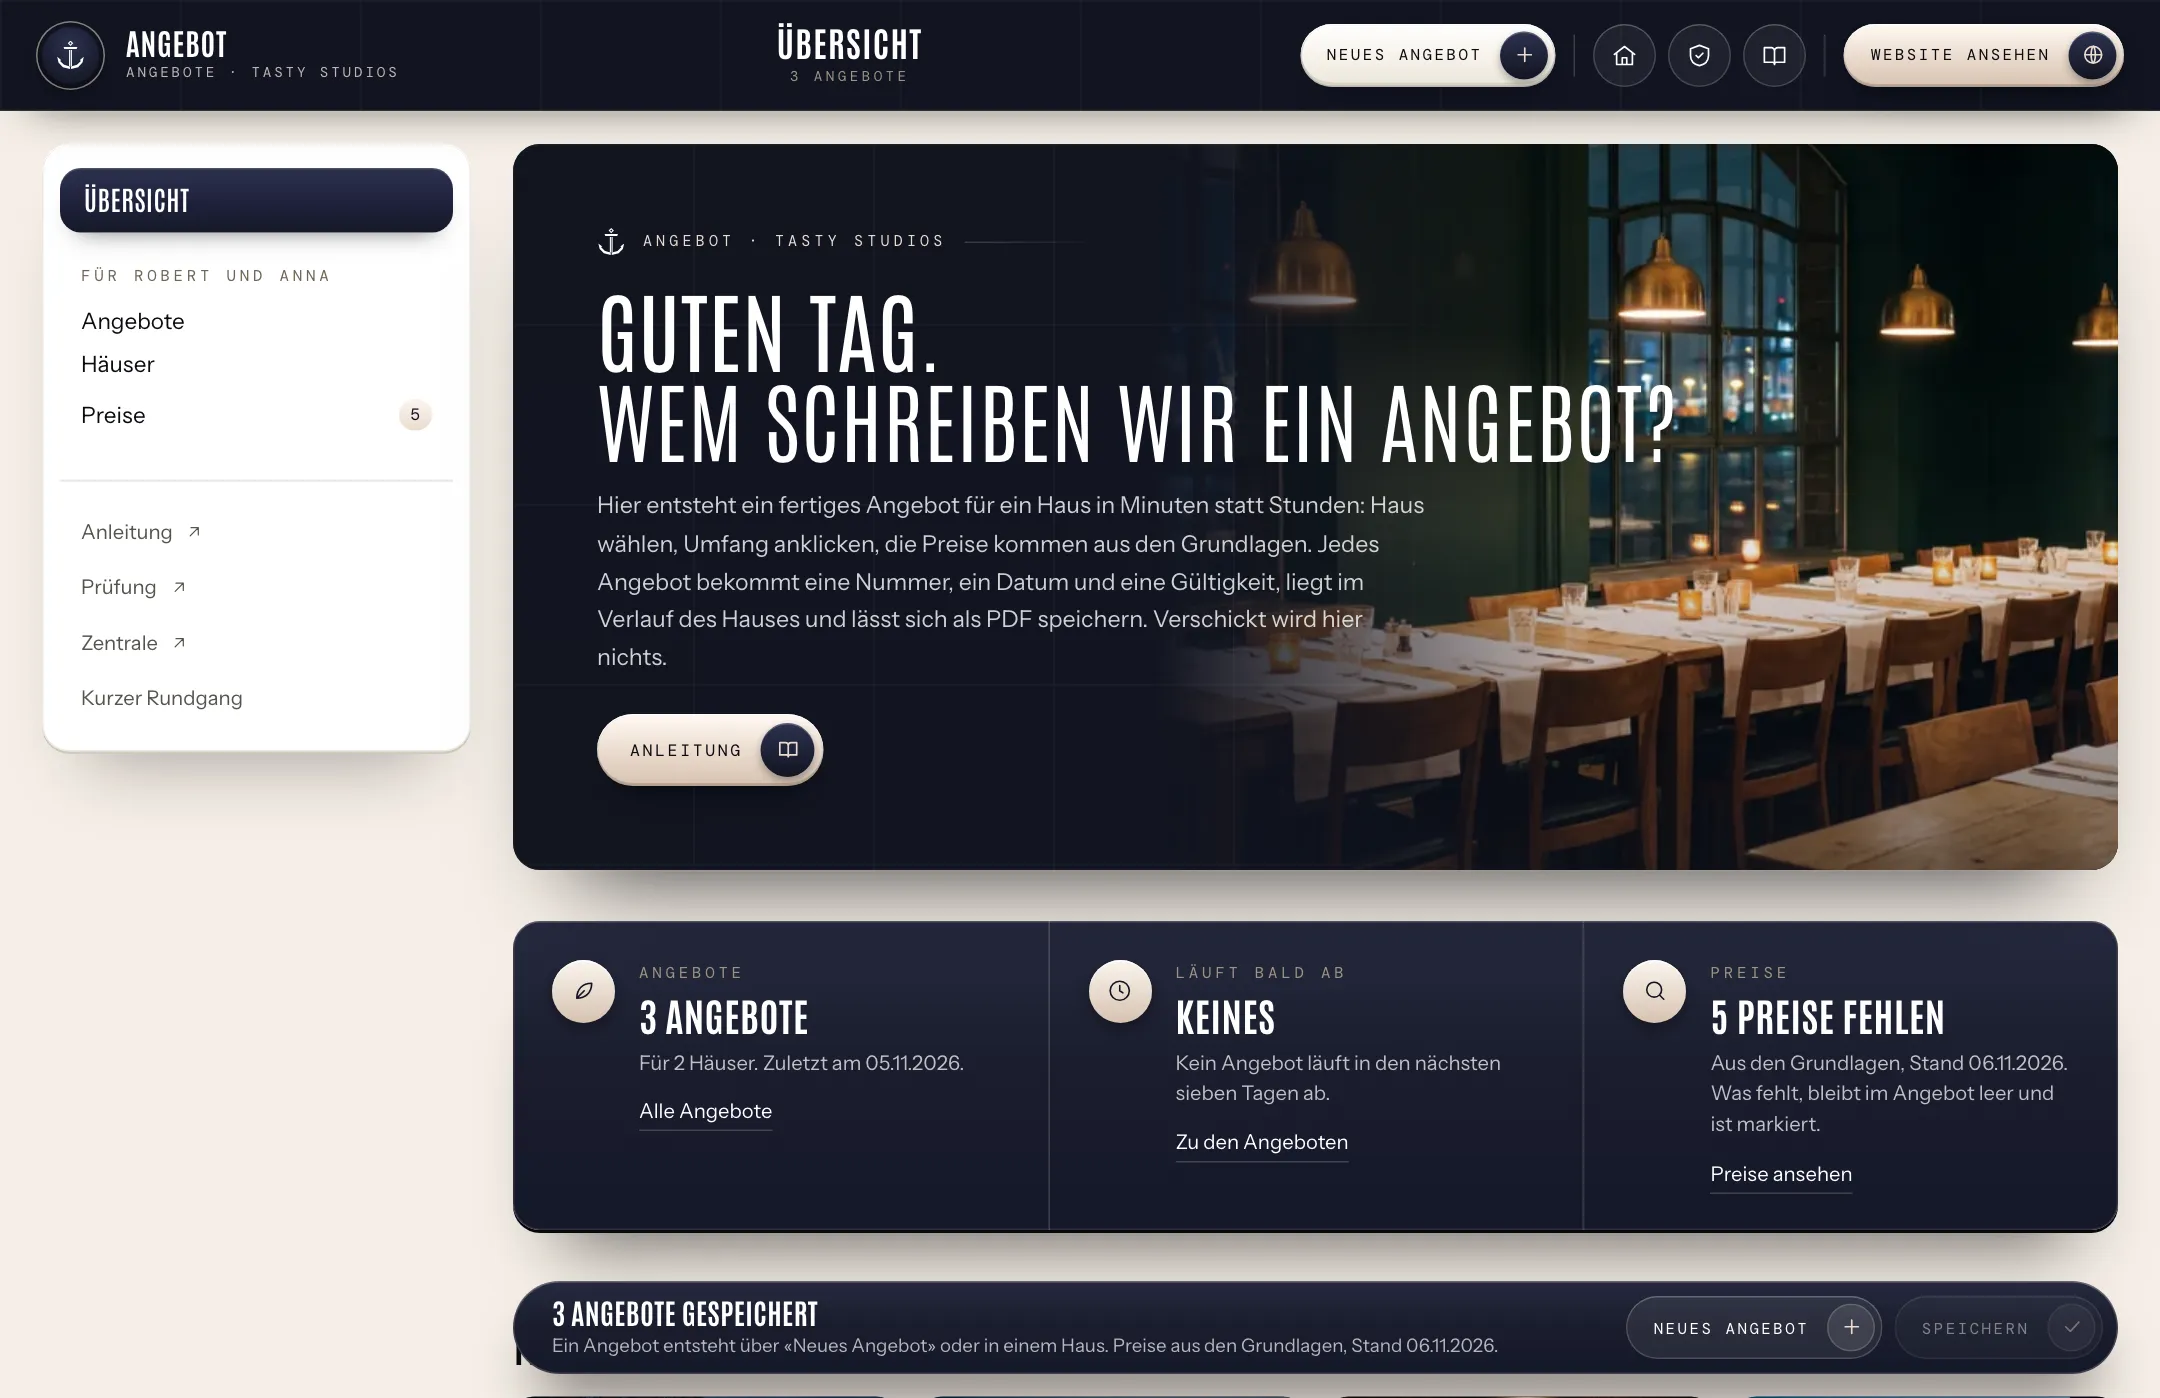 ANGEBOT
ANGEBOTE · TASTY STUDIOS
ÜBERSICHT
3 ANGEBOTE
NEUES ANGEBOT
WEBSITE ANSEHEN
ÜBERSICHT
FÜR ROBERT UND ANNA
Angebote
Häuser
Preise 5
Anleitung
Prüfung
Zentrale
Kurzer Rundgang
ANGEBOT · TASTY STUDIOS
GUTEN TAG.
WEM SCHREIBEN WIR EIN ANGEBOT?
Hier entsteht ein fertiges Angebot für ein Haus in Minuten statt Stunden: Haus
wählen, Umfang anklicken, die Preise kommen aus den Grundlagen. Jedes
Angebot bekommt eine Nummer, ein Datum und eine Gültigkeit, liegt im
Verlauf des Hauses und lässt sich als PDF speichern. Verschickt wird hier
nichts.
ANLEITUNG
ANGEBOTE
3 ANGEBOTE
Für 2 Häuser. Zuletzt am 05.11.2026.
Alle Angebote
LÄUFT BALD AB
KEINES
Kein Angebot läuft in den nächsten
sieben Tagen ab.
Zu den Angeboten
PREISE
5 PREISE FEHLEN
Aus den Grundlagen, Stand 06.11.2026.
Was fehlt, bleibt im Angebot leer und
ist markiert.
Preise ansehen
3 ANGEBOTE GESPEICHERT
Ein Angebot entsteht über «Neues Angebot» oder in einem Haus. Preise aus den Grundlagen, Stand 06.11.2026.
NEUES ANGEBOT
SPEICHERN